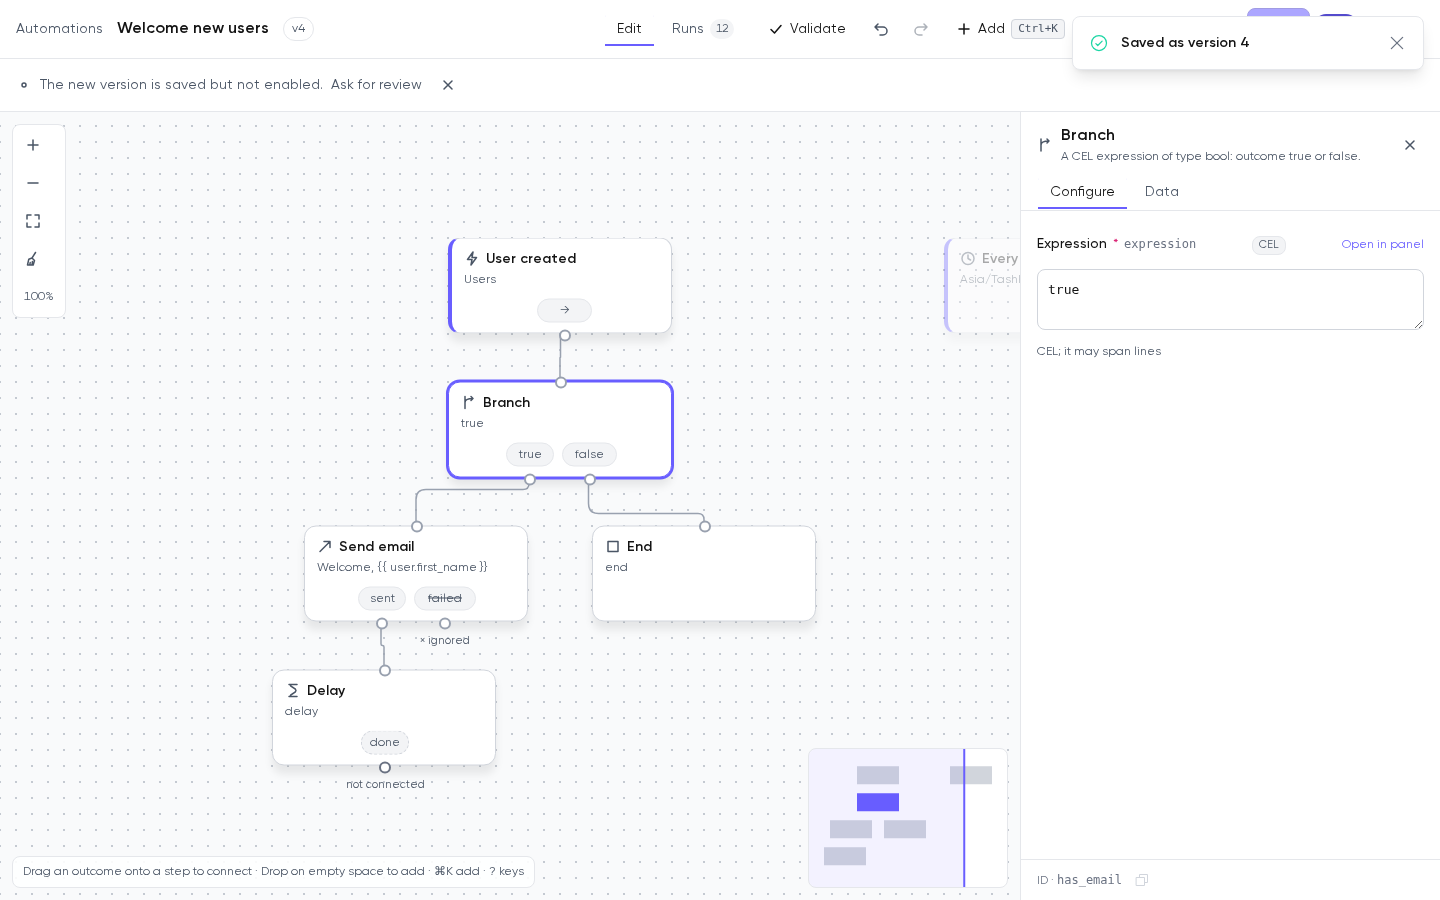 Automations Welcome new users v4 Edit Runs 12 Validate Add Ctrl+K
Saved as version 4
The new version is saved but not enabled. Ask for review
100%
Branch
A CEL expression of type bool: outcome true or false.
Configure Data
Expression * expression CEL Open in panel
true
CEL; it may span lines
User created
Users
→
Every
Branch
true
true false
Send email
Welcome, {{ user.first_name }}
sent failed
× ignored
End
end
Delay
delay
done
not connected
Drag an outcome onto a step to connect · Drop on empty space to add · ⌘K add · ? keys
ID · has_email